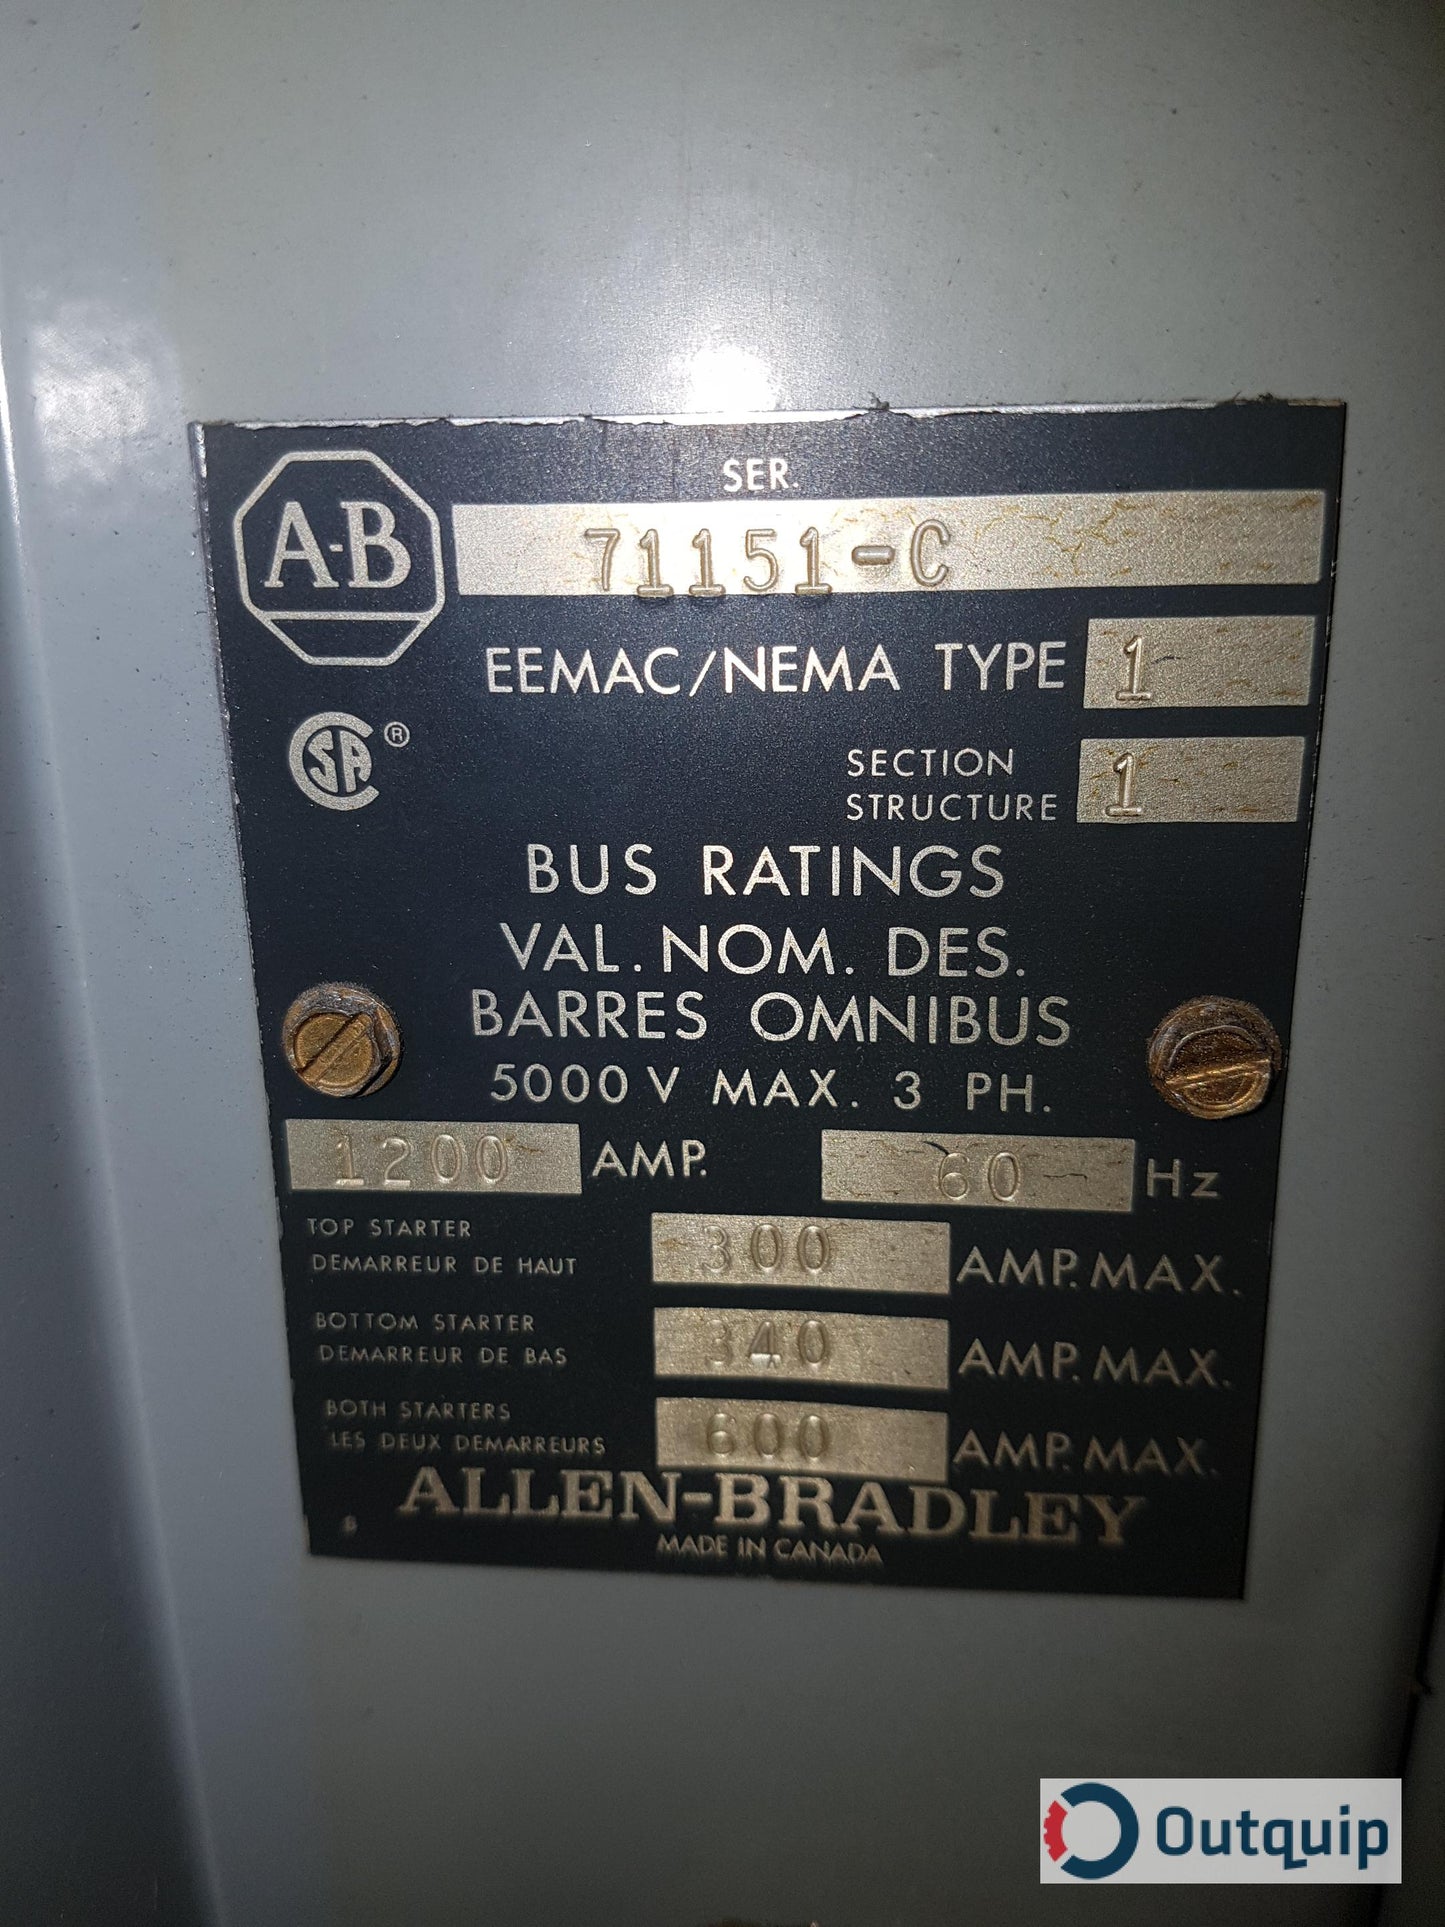 SER.
A-B
71151-C
EEMAC/NEMA TYPE 1
CSA ®
SECTION
STRUCTURE 1
BUS RATINGS
VAL. NOM. DES.
BARRES OMNIBUS
5000 V MAX. 3 PH.
1200 AMP. 60 Hz
TOP STARTER
DEMARREUR DE HAUT 300 AMP. MAX.
BOTTOM STARTER
DEMARREUR DE BAS 340 AMP. MAX.
BOTH STARTERS
LES DEUX DEMARREURS 600 AMP. MAX.
ALLEN-BRADLEY
MADE IN CANADA
Outquip